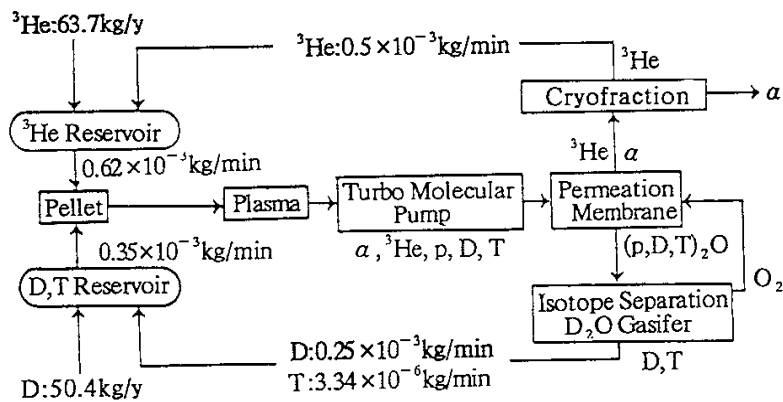 ³He:63.7kg/y
³He:0.5×10⁻³kg/min
³He
Cryofraction
α
³He Reservoir
³He α
0.62×10⁻³kg/min
Pellet
Plasma
Turbo Molecular
Pump
Permeation
Membrane
α,³He, p, D, T
(p,D,T)₂O
0.35×10⁻³kg/min
O₂
D,T Reservoir
Isotope Separation
D₂O Gasifer
D:0.25×10⁻³kg/min
T:3.34×10⁻⁶kg/min
D,T
D:50.4kg/y